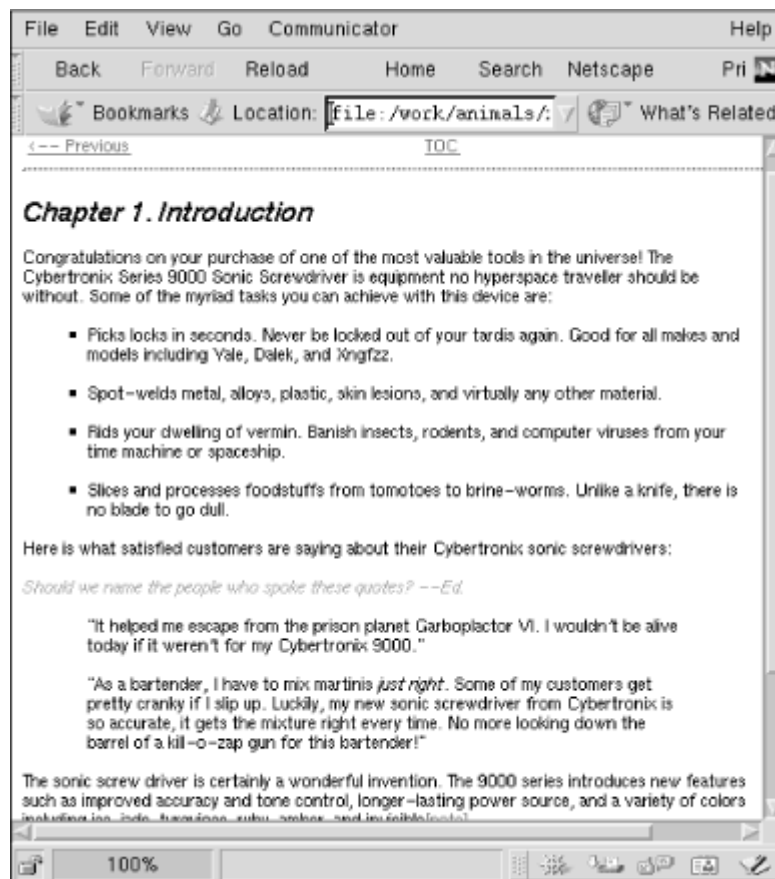 File Edit View Go Communicator Help
Back Forward Reload Home Search Netscape Pri N
Bookmarks Location: file:/work/animals/: What's Related
<-- Previous TOC
Chapter 1. Introduction
Congratulations on your purchase of one of the most valuable tools in the universe! The
Cybertronix Series 9000 Sonic Screwdriver is equipment no hyperspace traveller should be
without. Some of the myriad tasks you can achieve with this device are:
▪ Picks locks in seconds. Never be locked out of your tardis again. Good for all makes and
models including Yale, Dalek, and Xngfzz.
▪ Spot-welds metal, alloys, plastic, skin lesions, and virtually any other material.
▪ Rids your dwelling of vermin. Banish insects, rodents, and computer viruses from your
time machine or spaceship.
▪ Slices and processes foodstuffs from tomotoes to brine-worms. Unlike a knife, there is
no blade to go dull.
Here is what satisfied customers are saying about their Cybertronix sonic screwdrivers:
Should we name the people who spoke these quotes? --Ed.
"It helped me escape from the prison planet Garboplactor VI. I wouldn't be alive
today if it weren't for my Cybertronix 9000."
"As a bartender, I have to mix martinis just right. Some of my customers get
pretty cranky if I slip up. Luckily, my new sonic screwdriver from Cybertronix is
so accurate, it gets the mixture right every time. No more looking down the
barrel of a kill-o-zap gun for this bartender!"
The sonic screw driver is certainly a wonderful invention. The 9000 series introduces new features
such as improved accuracy and tone control, longer-lasting power source, and a variety of colors
including ice, jade, turquoise, ruby, amber, and invisible[note]
100%